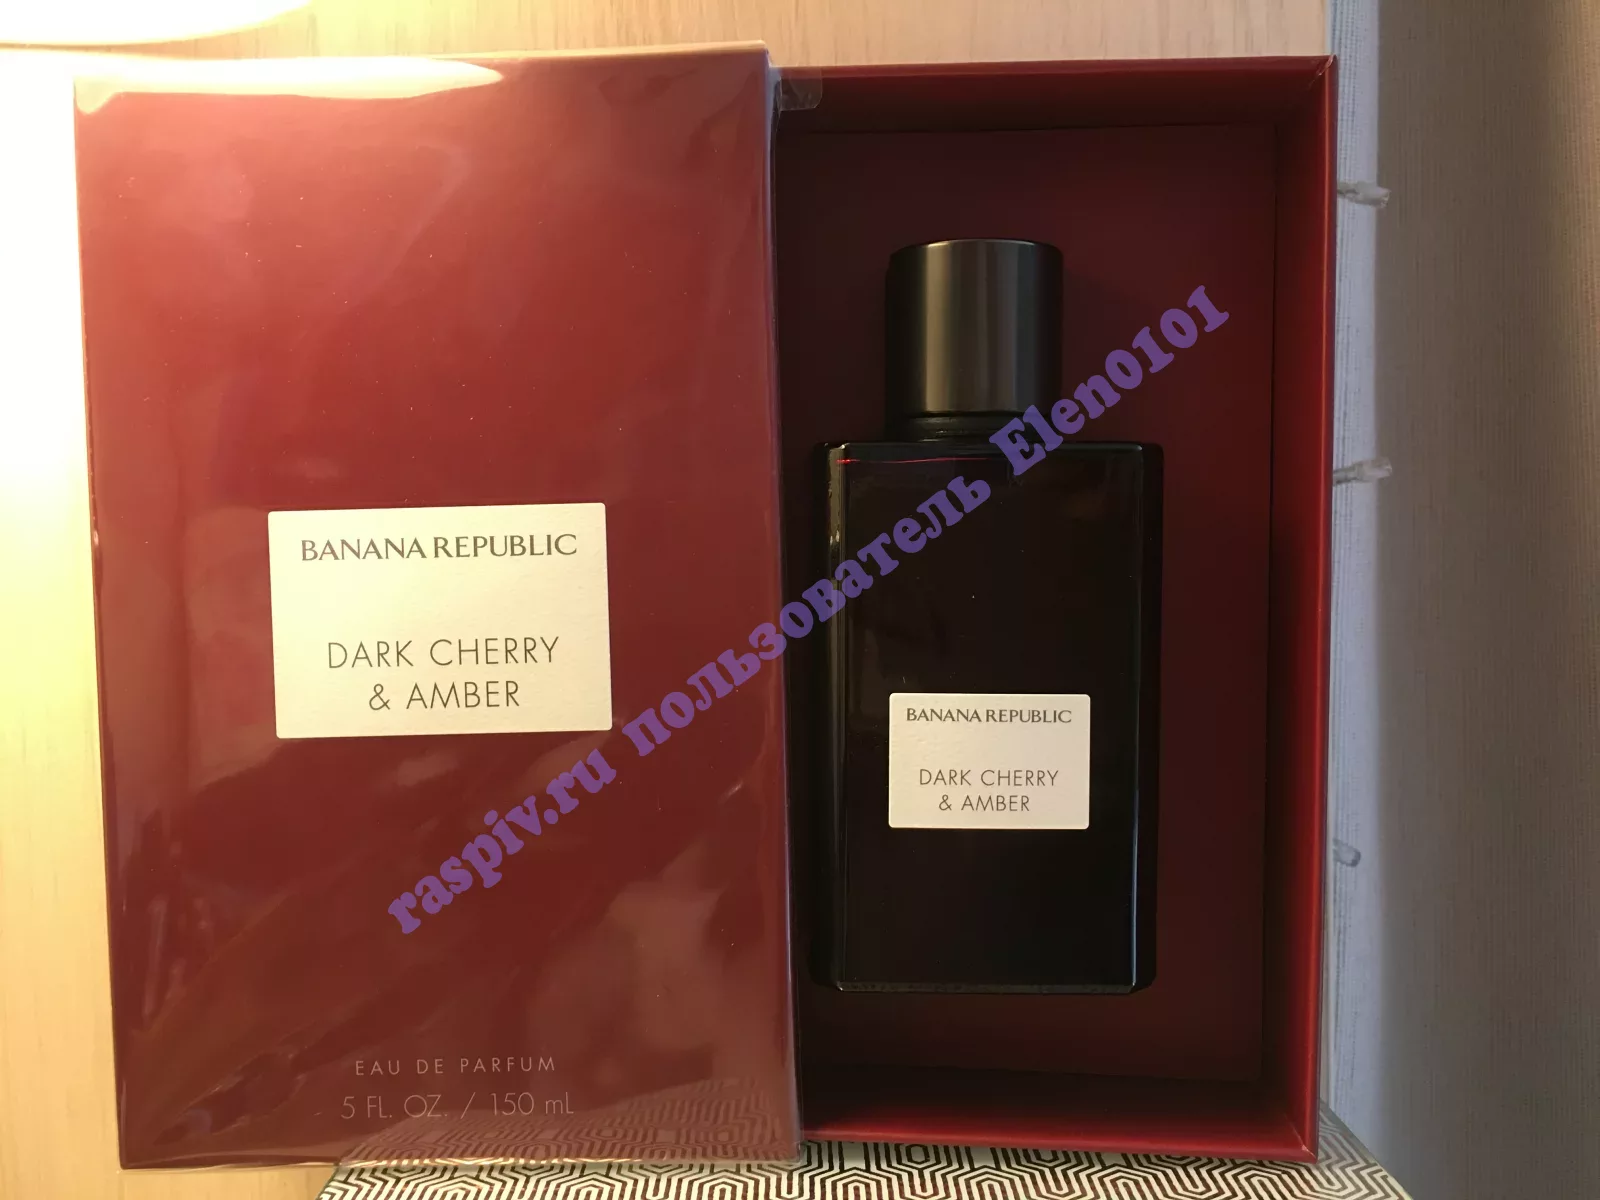 BANANA REPUBLIC
DARK CHERRY
& AMBER
EAU DE PARFUM
5 FL. OZ. / 150 mL
BANANA REPUBLIC
DARK CHERRY
& AMBER
raspiv.ru пользователь Elen0101